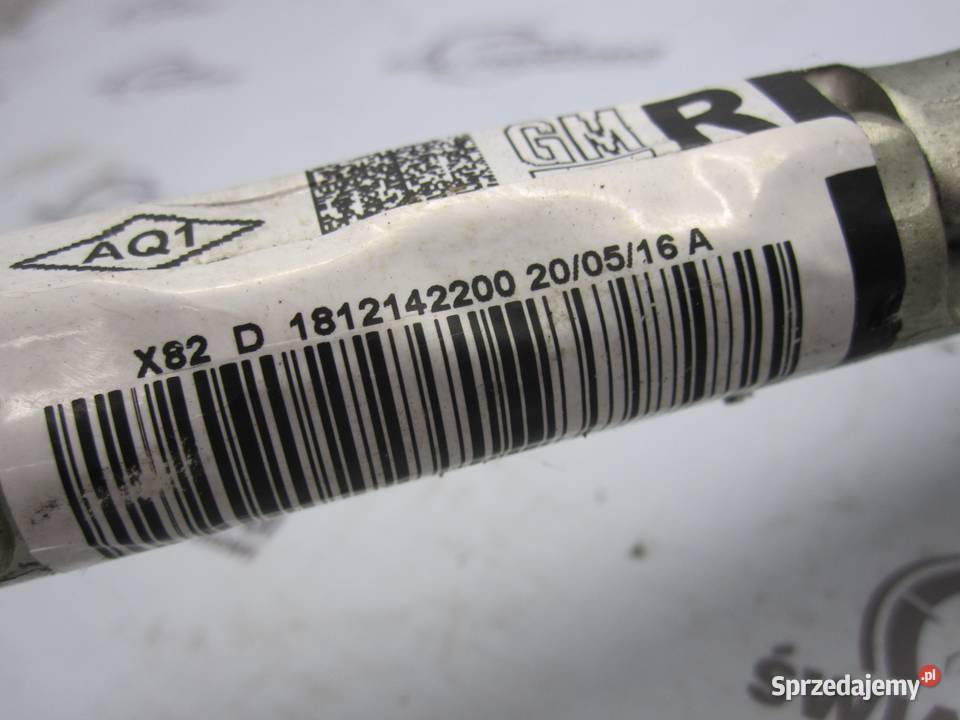 GM R
AQ1
X82 D 1812142200 20/05/16 A
Sprzedajemy.pl